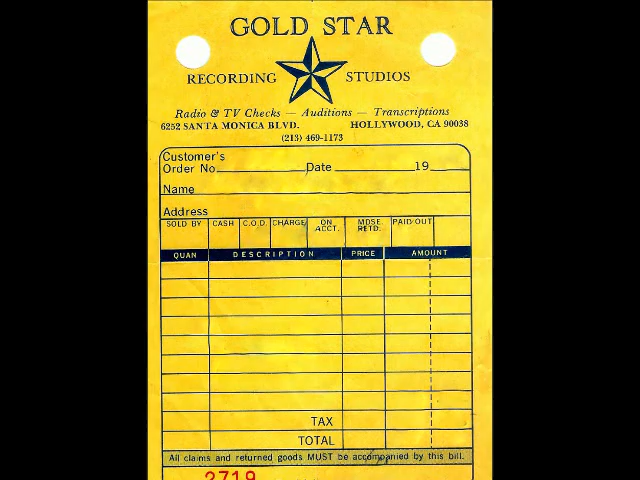 GOLD STAR
RECORDING STUDIOS
Radio & TV Checks — Auditions — Transcriptions
6252 SANTA MONICA BLVD. HOLLYWOOD, CA 90038
(213) 469-1173
Customer's
Order No. Date 19
Name
Address
SOLD BY CASH C.O.D. CHARGE ON ACCT. MDSE. RETD. PAID OUT
QUAN DESCRIPTION PRICE AMOUNT
TAX
TOTAL
All claims and returned goods MUST be accompanied by this bill.
2719